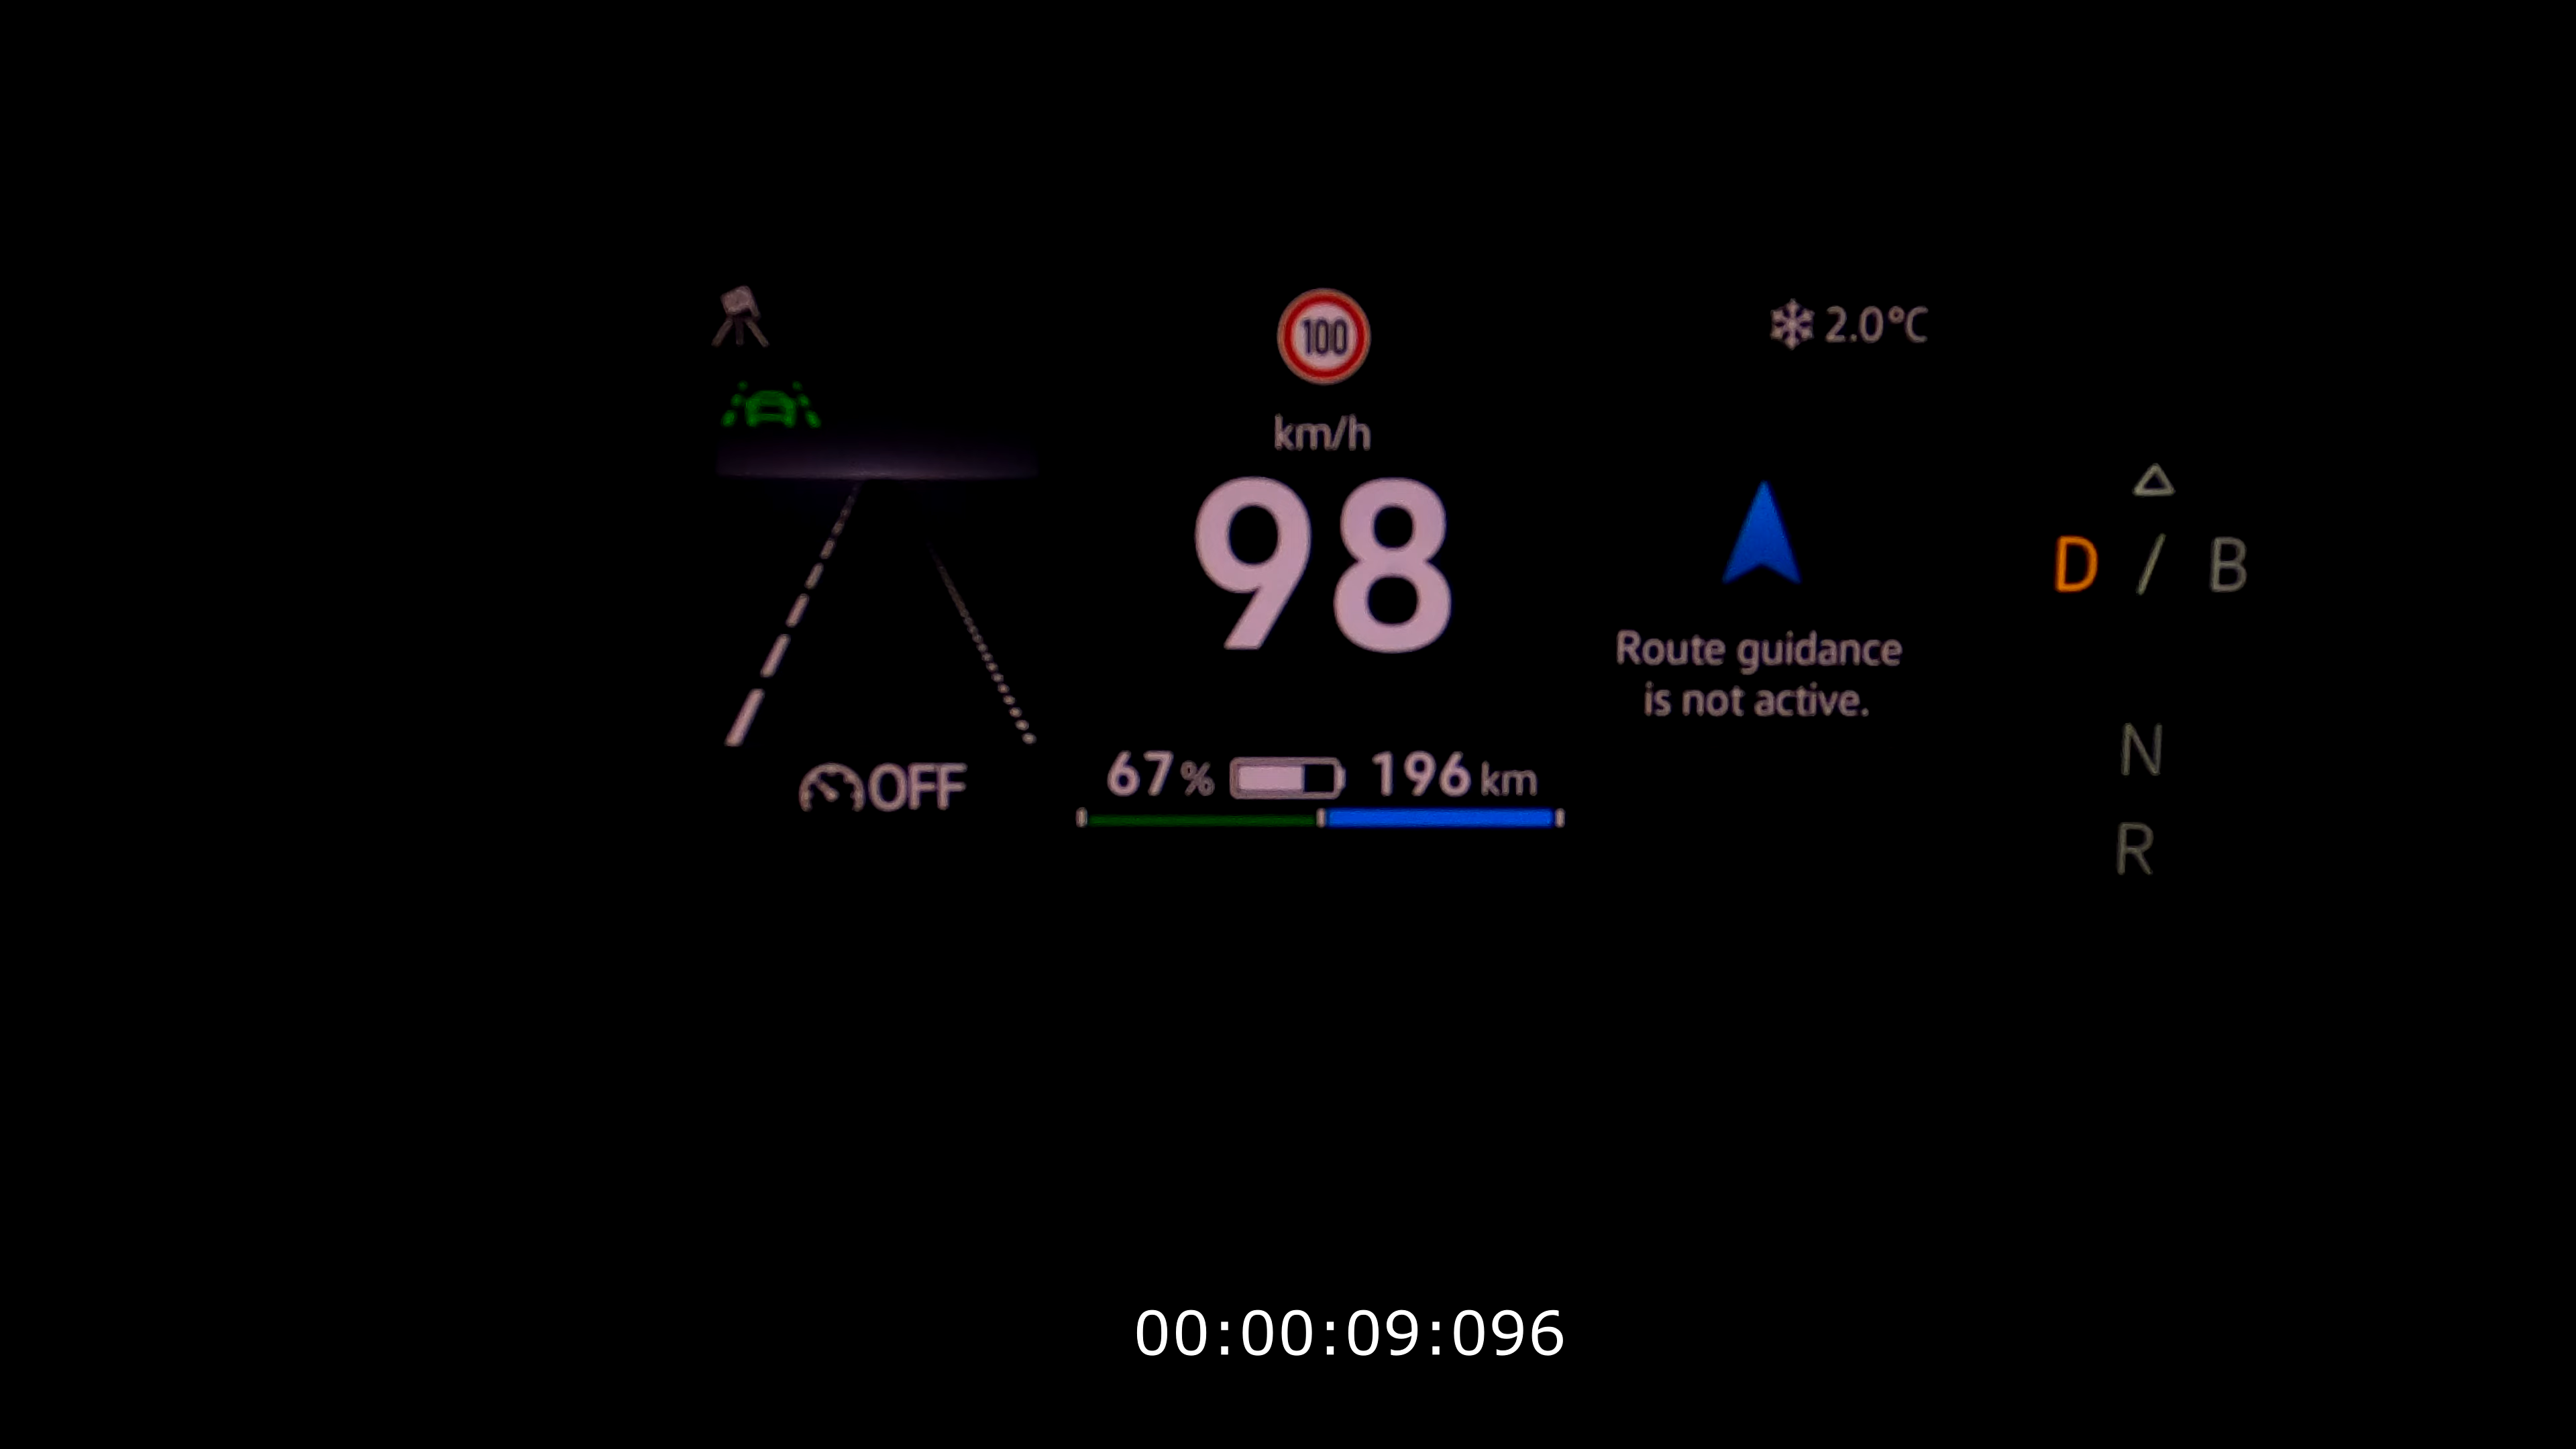 100
2.0°C
km/h
98
D / B
Route guidance
is not active.
N
67% 196 km
OFF
R
00:00:09:096